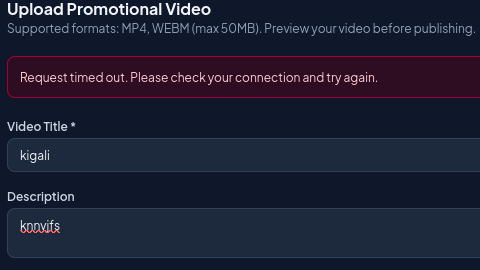 Upload Promotional Video
Supported formats: MP4, WEBM (max 50MB). Preview your video before publishing.
Request timed out. Please check your connection and try again.
Video Title *
kigali
Description
knnvjfs